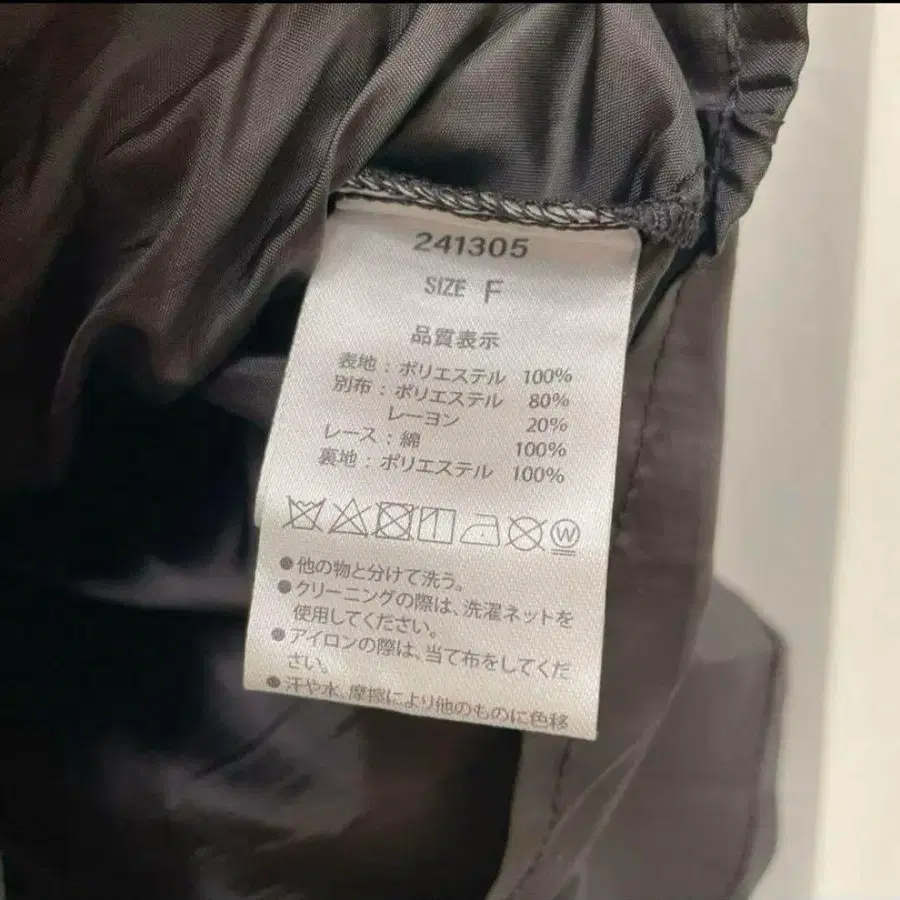 241305
SIZE F
品質表示
表地：ポリエステル 100%
別布：ポリエステル 80%
レーヨン 20%
レース：綿 100%
裏地：ポリエステル 100%
W
●他の物と分けて洗う。
●クリーニングの際は、洗濯ネットを
使用してください。
●アイロンの際は、当て布をしてくだ
さい。
●汗や水、摩擦により他のものに色移